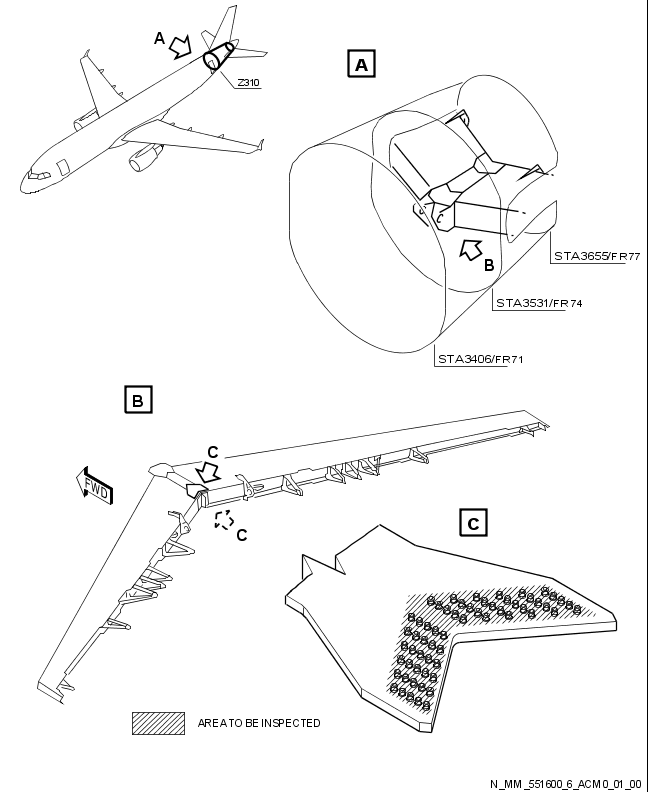 A
Z310
A
B
STA3655/FR77
STA3531/FR74
STA3406/FR71
B
C
FWD
C
C
AREA TO BE INSPECTED
N_MM_551600_6_ACM0_01_00